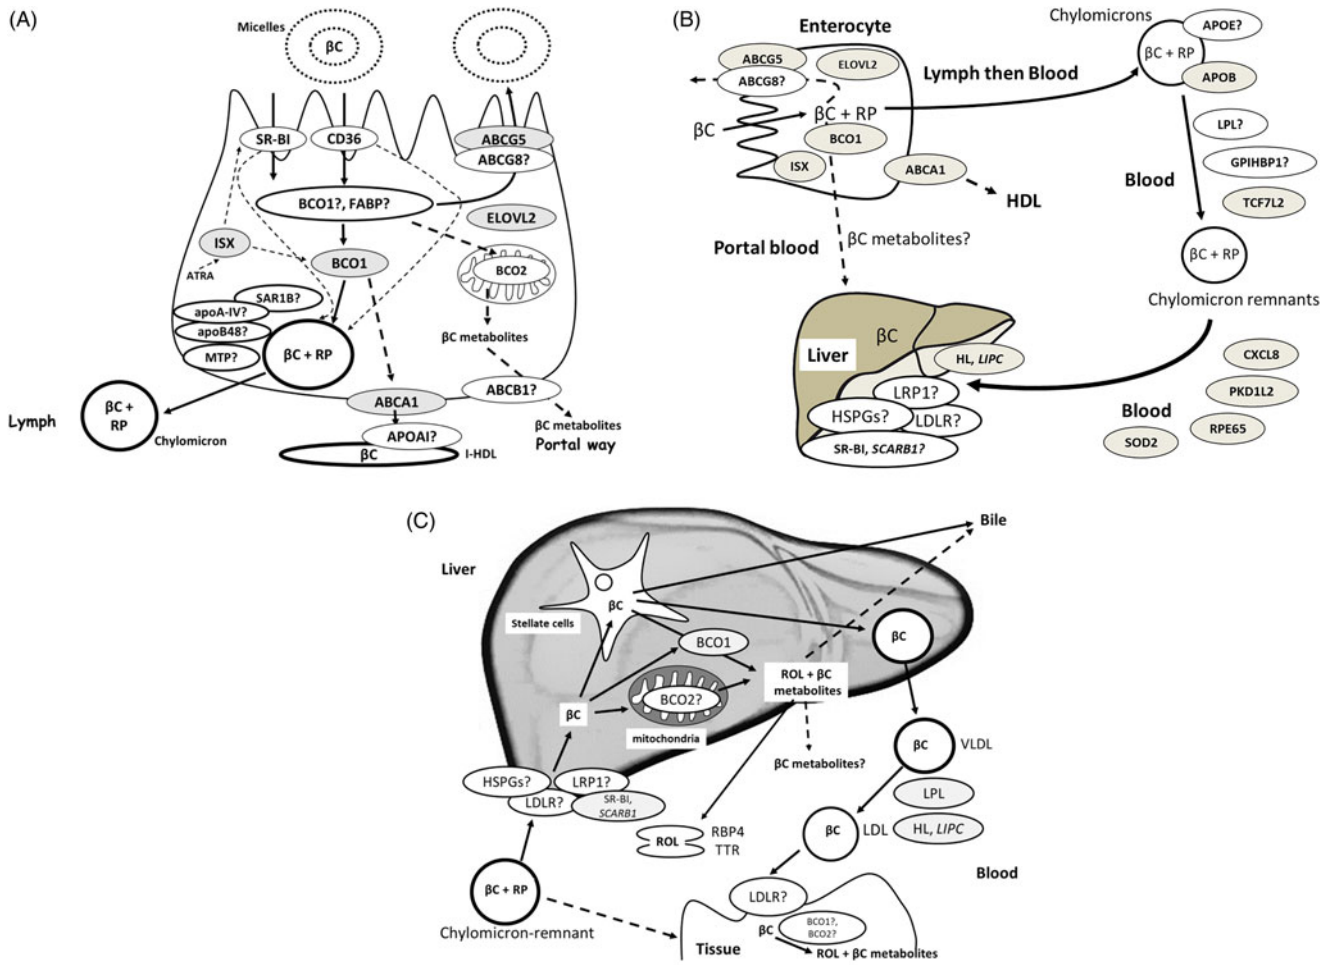 (A)
Micelles
βC
SR-BI
CD36
ABCG5
ABCG8?
BCO1?, FABP?
ELOVL2
ISX
ATRA
BCO1
BCO2
SAR1B?
apoA-IV?
apoB48?
MTP?
βC + RP
βC metabolites
ABCA1
ABCB1?
βC +
RP
Lymph
Chylomicron
APOAI?
βC
I-HDL
βC metabolites
Portal way
(B)
Enterocyte
Chylomicrons
APOE?
ABCG5
ABCG8?
ELOVL2
Lymph then Blood
βC + RP
APOB
βC
βC + RP
BCO1
ISX
ABCA1
HDL
LPL?
GPIHBP1?
TCF7L2
Blood
Portal blood
βC metabolites?
βC + RP
Chylomicron remnants
βC
Liver
HL, LIPC
LRP1?
HSPGs?
LDLR?
SR-BI, SCARB1?
CXCL8
PKD1L2
Blood
RPE65
SOD2
(C)
Bile
Liver
βC
Stellate cells
BCO1
βC
ROL + βC
metabolites
BCO2?
βC
mitochondria
βC
VLDL
βC metabolites?
HSPGs?
LRP1?
LDLR?
SR-BI,
SCARB1
LPL
HL, LIPC
βC
LDL
ROL
RBP4
TTR
Blood
βC + RP
Chylomicron-remnant
LDLR?
βC
BCO1?,
BCO2?
Tissue
ROL + βC metabolites